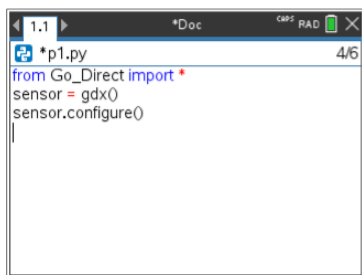 1.1 *Doc CAPS RAD
*p1.py 4/6
from Go_Direct import *
sensor = gdx()
sensor.configure()